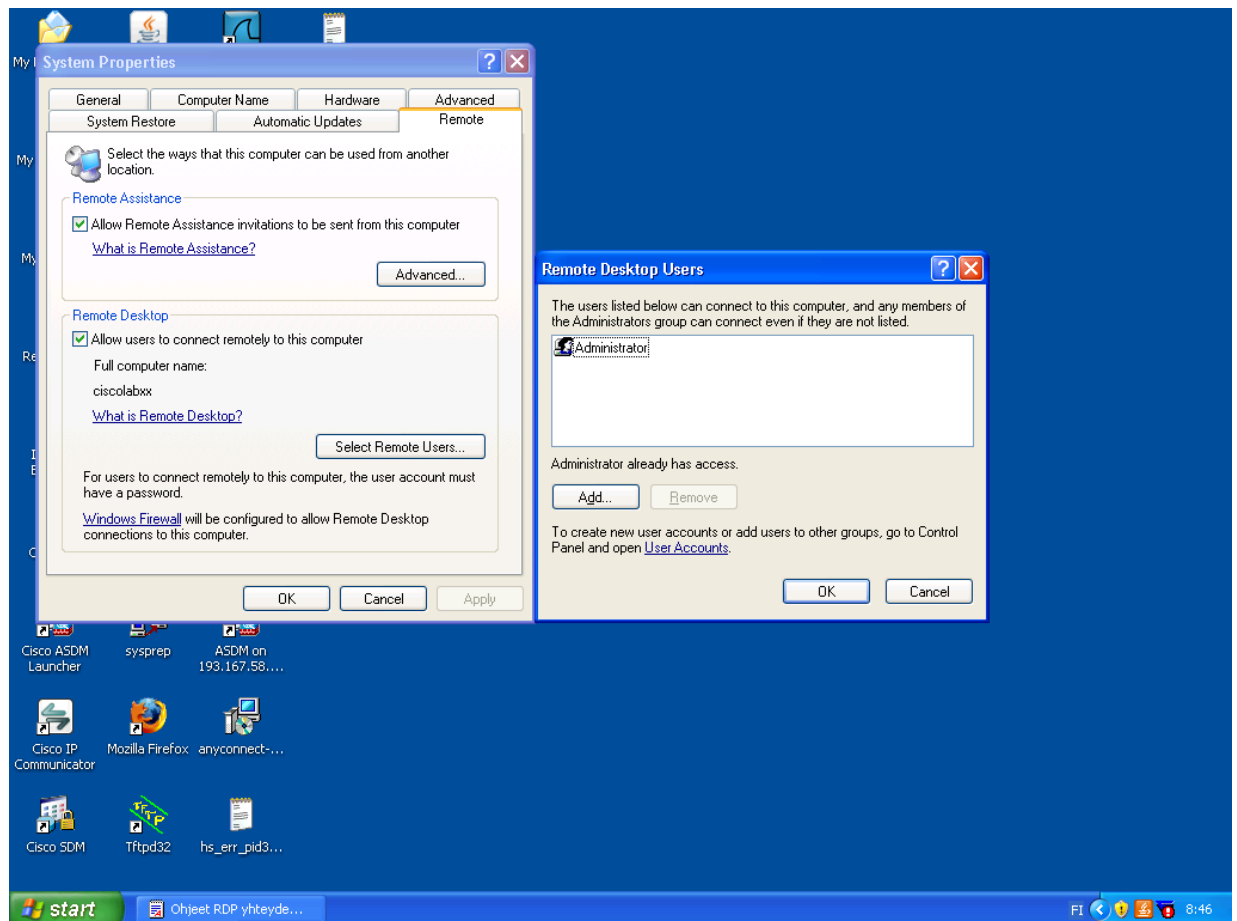 My
System Properties
General
Computer Name
Hardware
Advanced
System Restore
Automatic Updates
Remote
Select the ways that this computer can be used from another
location.
My
Remote Assistance
Allow Remote Assistance invitations to be sent from this computer
What is Remote Assistance?
Advanced...
My
Remote Desktop
Allow users to connect remotely to this computer
Full computer name:
ciscolabxx
What is Remote Desktop?
Select Remote Users...
For users to connect remotely to this computer, the user account must
have a password.
Windows Firewall will be configured to allow Remote Desktop
connections to this computer.
OK
Cancel
Apply
Remote Desktop Users
The users listed below can connect to this computer, and any members of
the Administrators group can connect even if they are not listed.
Administrator
Administrator already has access.
Add...
Remove
To create new user accounts or add users to other groups, go to Control
Panel and open User Accounts.
OK
Cancel
Cisco ASDM
Launcher
sysprep
ASDM on
193.167.58....
Cisco IP
Communicator
Mozilla Firefox
anyconnect-...
Cisco SDM
Tftpd32
hs_err_pid3...
start
Ohjeet RDP yhteyde...
FI
8:46